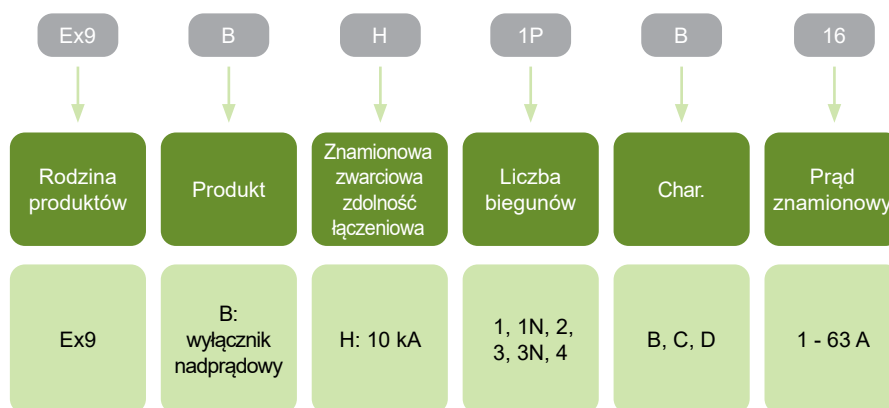 Ex9
B
H
1P
B
16
Rodzina
produktów
Produkt
Znamionowa
zwarciowa
zdolność
łączeniowa
Liczba
biegunów
Char.
Prąd
znamionowy
Ex9
B:
wyłącznik
nadprądowy
H: 10 kA
1, 1N, 2,
3, 3N, 4
B, C, D
1 - 63 A